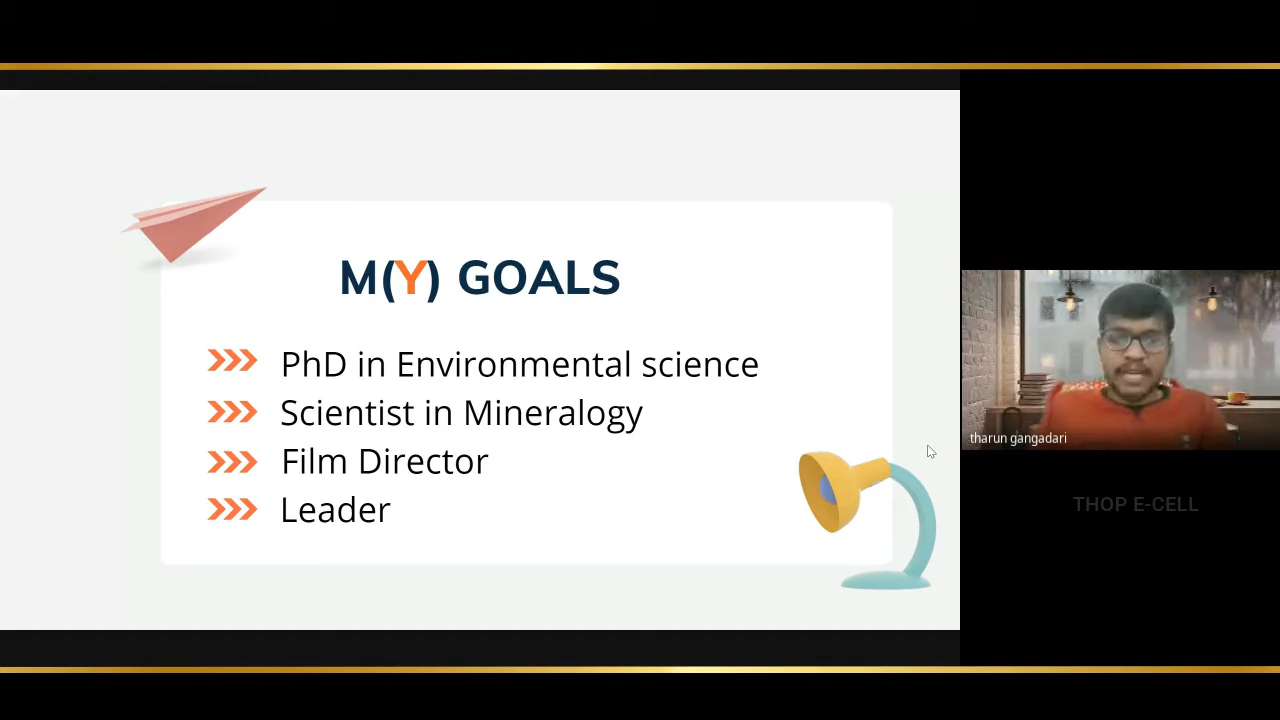 M(Y) GOALS
PhD in Environmental science
Scientist in Mineralogy
Film Director
Leader
tharun gangadari
THOP E-CELL